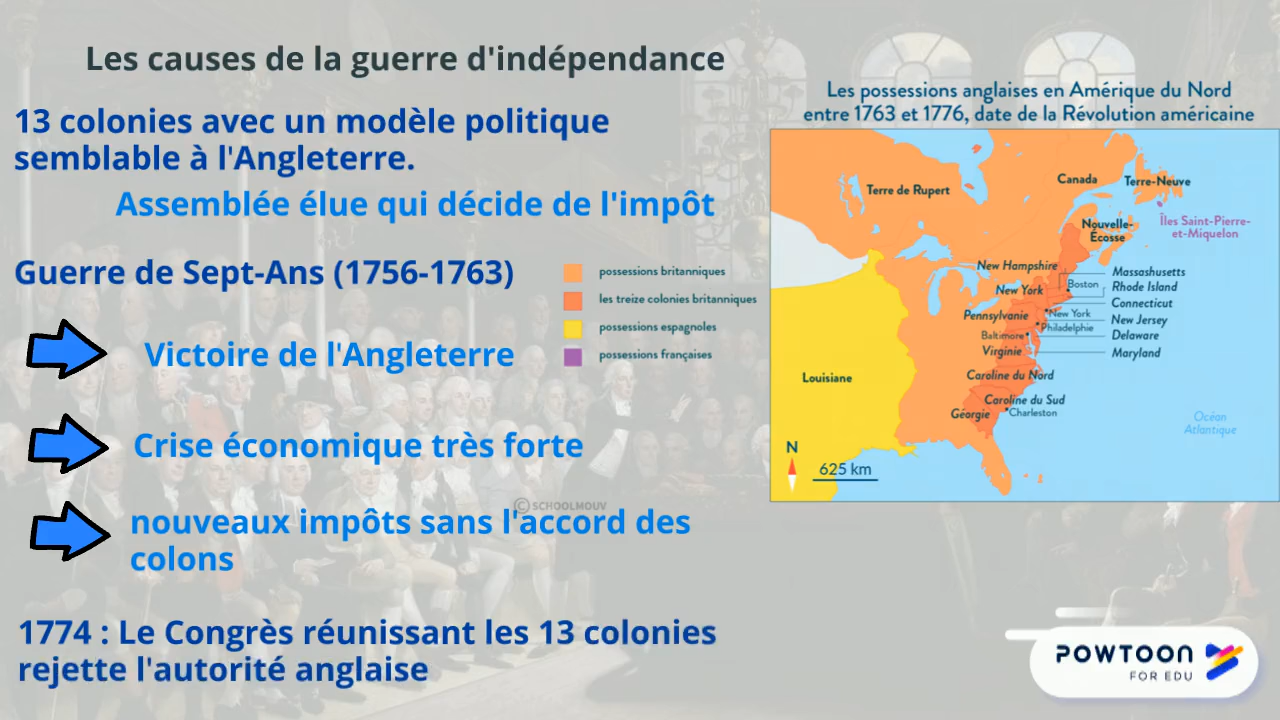 Les causes de la guerre d'indépendance
13 colonies avec un modèle politique
semblable à l'Angleterre.
Assemblée élue qui décide de l'impôt
Guerre de Sept-Ans (1756-1763)
Victoire de l'Angleterre
Crise économique très forte
nouveaux impôts sans l'accord des
colons
1774 : Le Congrès réunissant les 13 colonies
rejette l'autorité anglaise
possessions britanniques
les treize colonies britanniques
possessions espagnoles
possessions françaises
© SCHOOLMOUV
Les possessions anglaises en Amérique du Nord
entre 1763 et 1776, date de la Révolution américaine
Terre de Rupert
Canada
Terre-Neuve
Îles Saint-Pierre-
et-Miquelon
Nouvelle-
Écosse
New Hampshire
Massashusetts
Boston
Rhode Island
New York
Connecticut
Pennsylvanie
New York
New Jersey
Philadelphie
Baltimore
Delaware
Virginie
Maryland
Louisiane
Caroline du Nord
Caroline du Sud
Géorgie
Charleston
Océan
Atlantique
N
625 km
POWTOON
FOR EDU